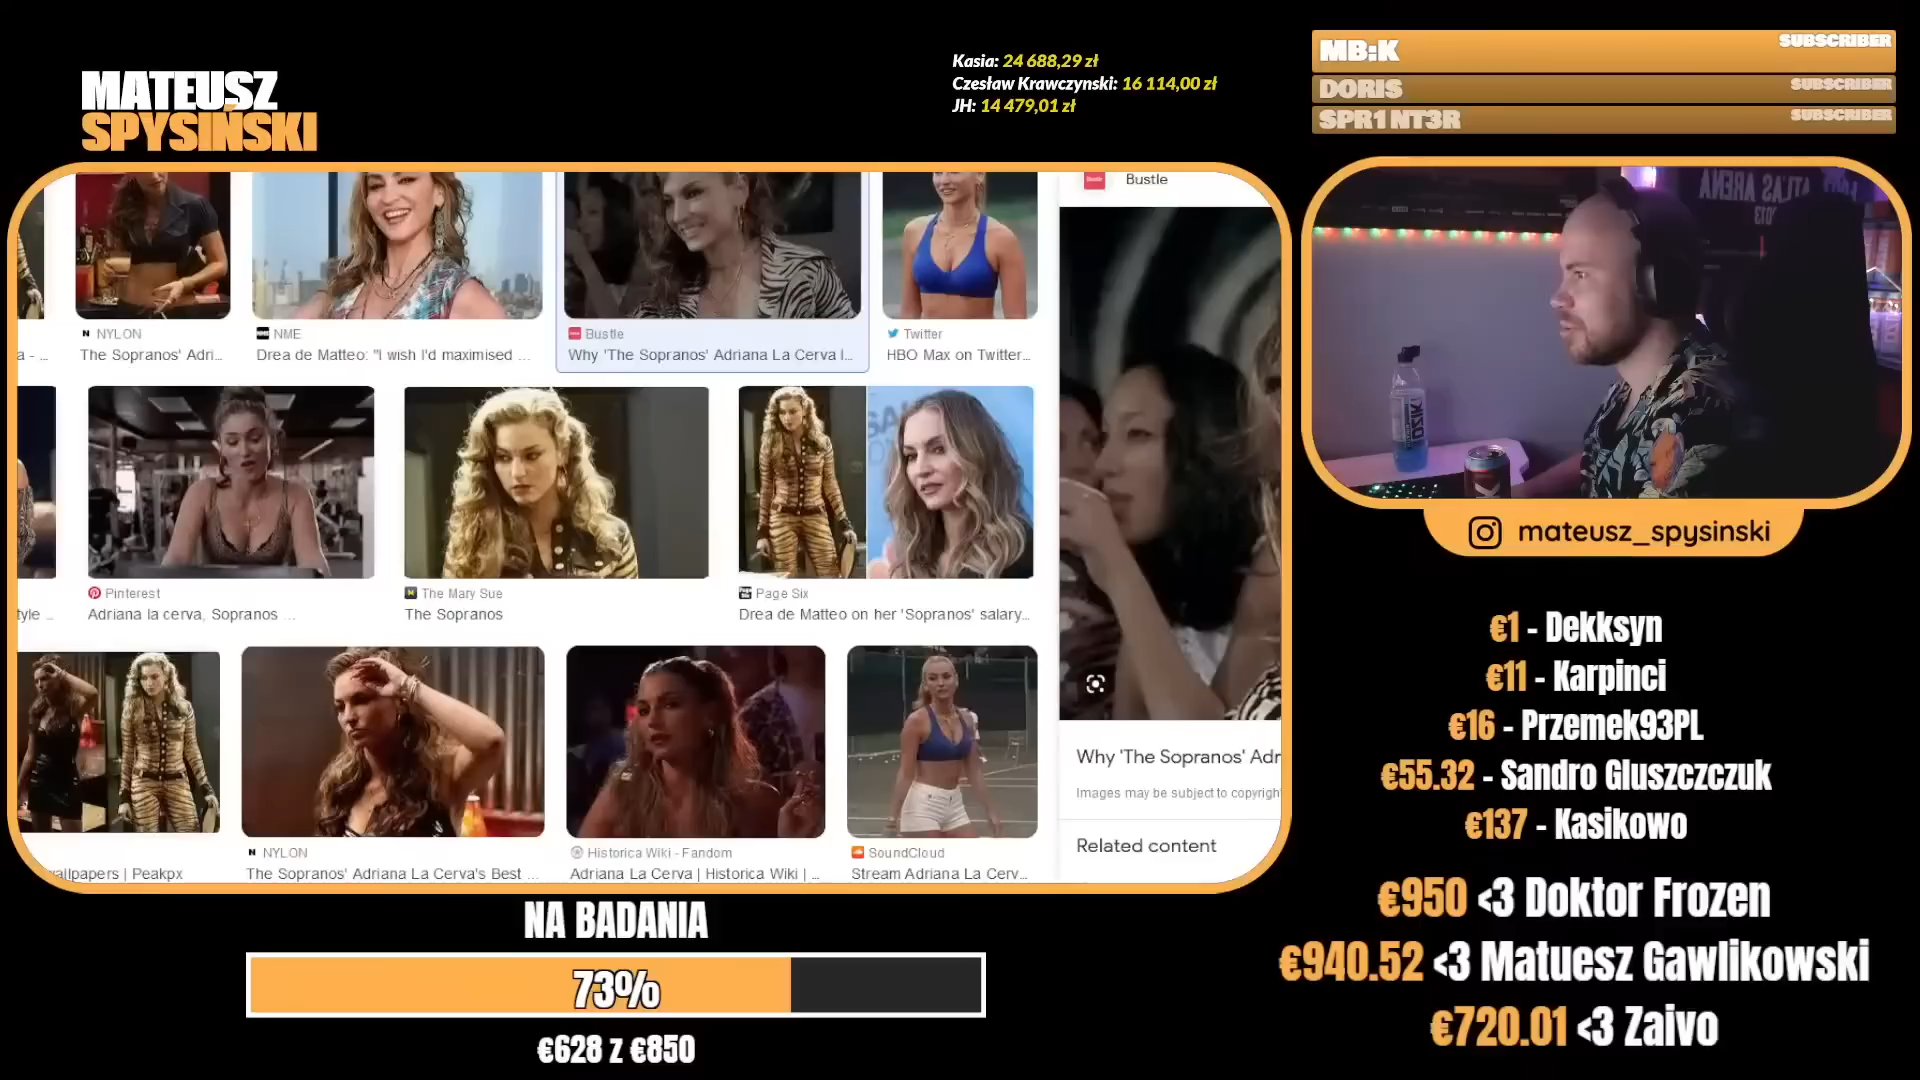 MATEUSZ
SPYSIŃSKI
Kasia: 24 688,29 zł
Czesław Krawczynski: 16 114,00 zł
JH: 14 479,01 zł
MB:K SUBSCRIBER
DORIS SUBSCRIBER
SPR1NT3R SUBSCRIBER
NYLON
The Sopranos' Adri...
NME
Drea de Matteo: "I wish I'd maximised ...
Bustle
Why 'The Sopranos' Adriana La Cerva I...
Twitter
HBO Max on Twitter...
a - ...
Pinterest
Adriana la cerva, Sopranos ...
The Mary Sue
The Sopranos
Page Six
Drea de Matteo on her 'Sopranos' salary...
tyle ...
allpapers | Peakpx
NYLON
The Sopranos' Adriana La Cerva's Best ...
Historica Wiki - Fandom
Adriana La Cerva | Historica Wiki | ...
SoundCloud
Stream Adriana La Cerv...
Bustle
Why 'The Sopranos' Adr
Images may be subject to copyright
Related content
ATLAS ARENA
2013
mateusz_spysinski
€1 - Dekksyn
€11 - Karpinci
€16 - Przemek93PL
€55.32 - Sandro Gluszczczuk
€137 - Kasikowo
€950 <3 Doktor Frozen
€940.52 <3 Matuesz Gawlikowski
€720.01 <3 Zaivo
NA BADANIA
73%
€628 z €850